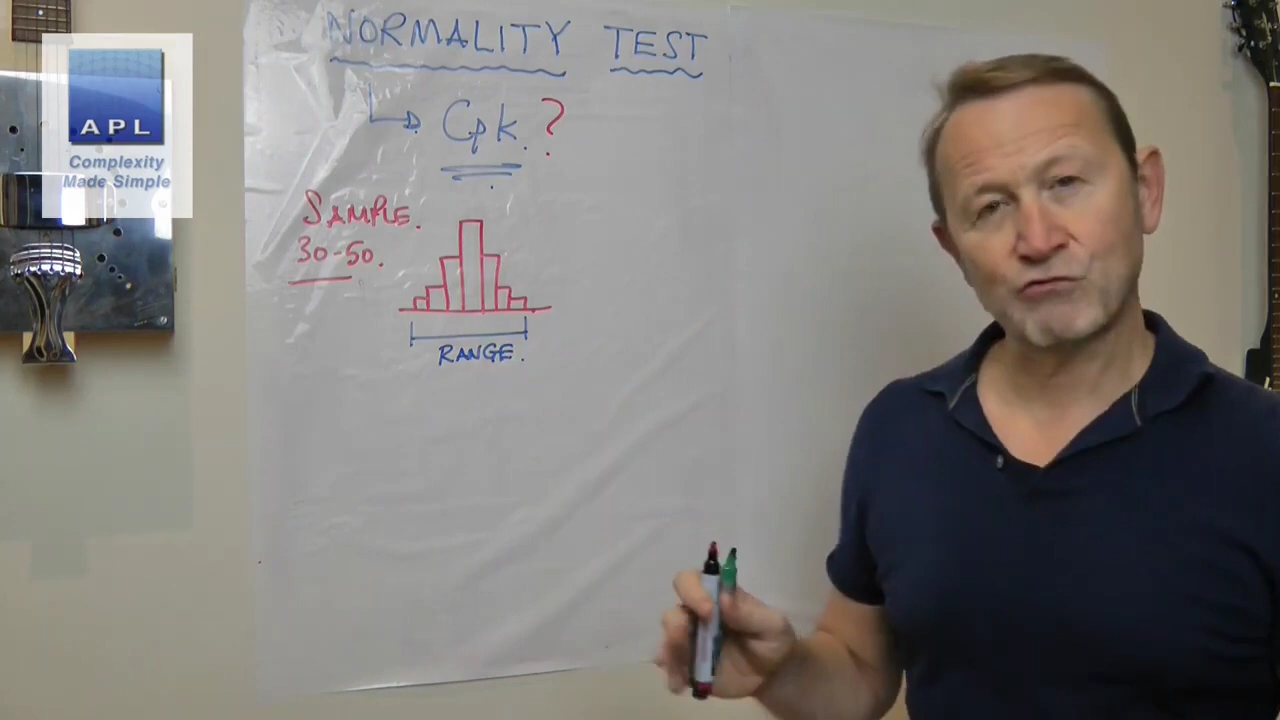 NORMALITY TEST
Cpk.?
SAMPLE.
30-50.
RANGE.
APL
Complexity
Made Simple